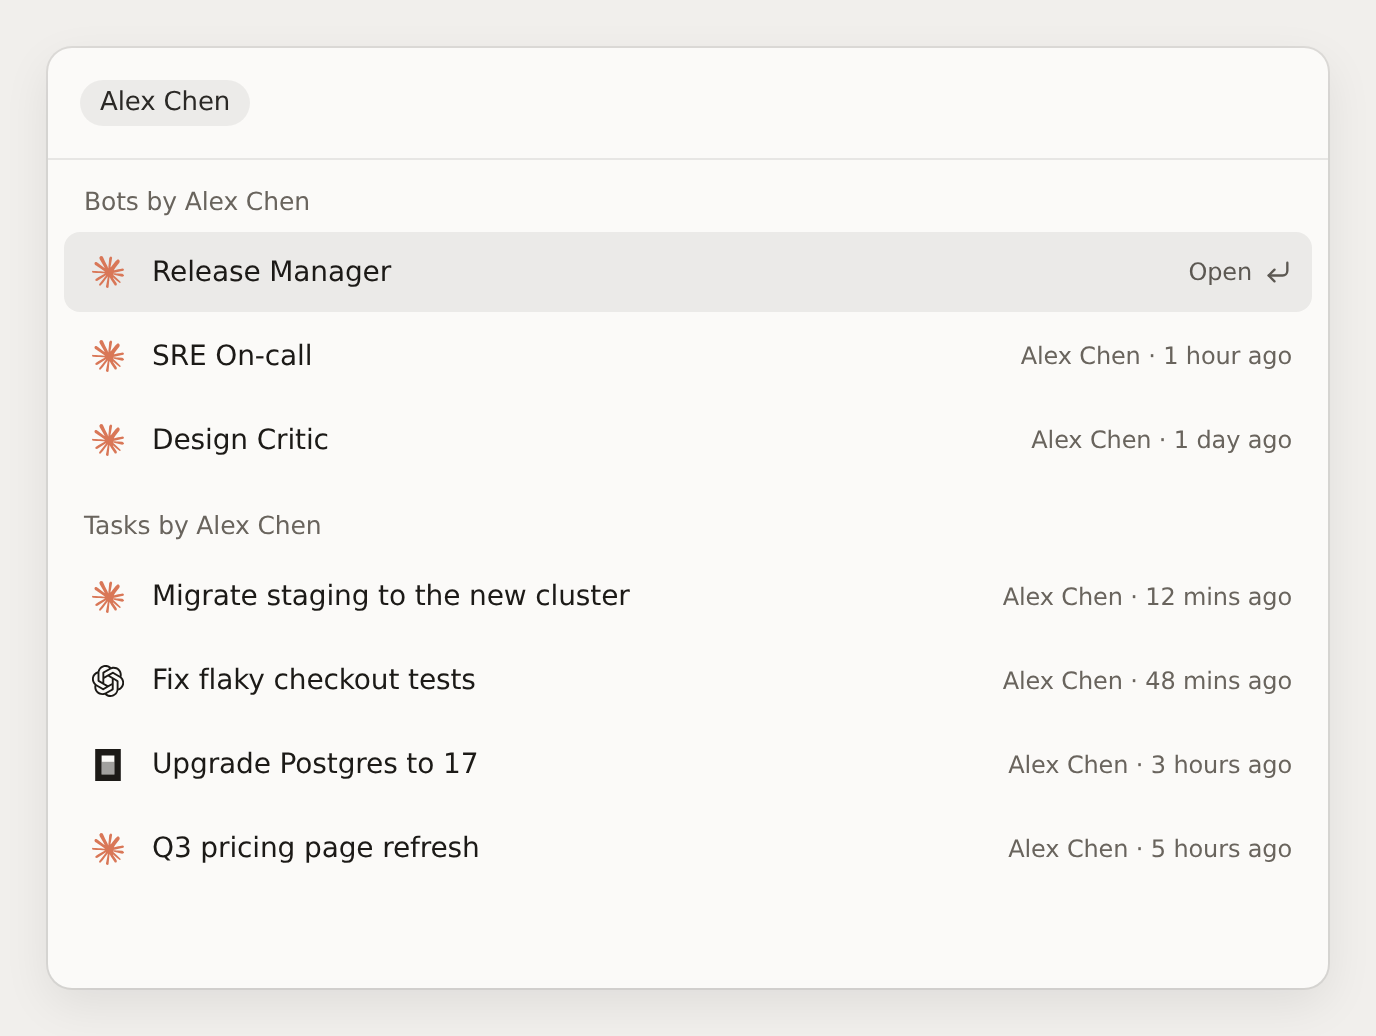 Alex Chen
Bots by Alex Chen
Release Manager Open
SRE On-call Alex Chen · 1 hour ago
Design Critic Alex Chen · 1 day ago
Tasks by Alex Chen
Migrate staging to the new cluster Alex Chen · 12 mins ago
Fix flaky checkout tests Alex Chen · 48 mins ago
Upgrade Postgres to 17 Alex Chen · 3 hours ago
Q3 pricing page refresh Alex Chen · 5 hours ago